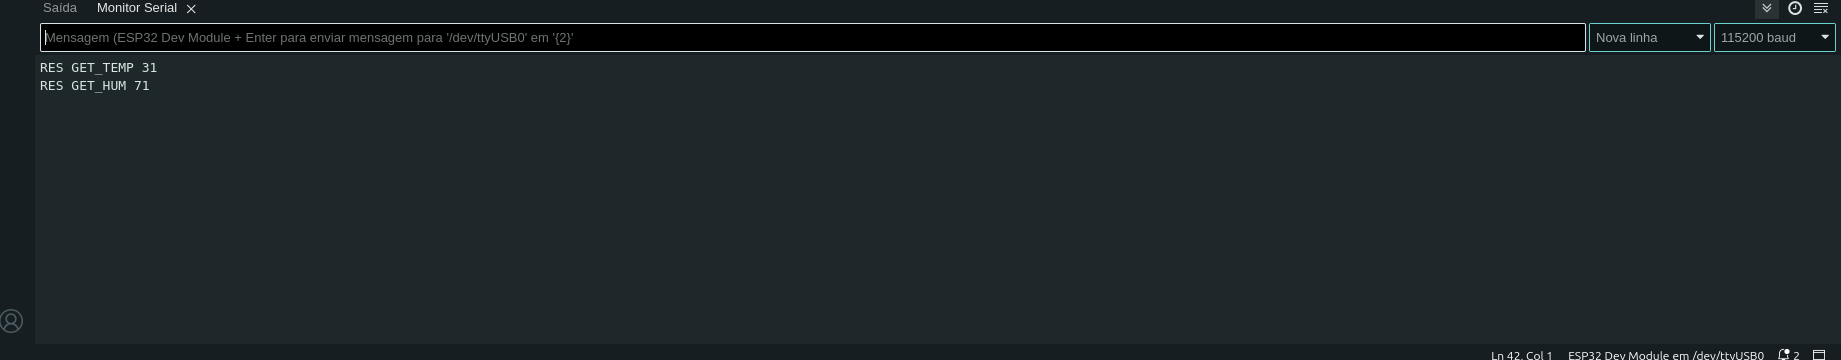 Saída Monitor Serial
Mensagem (ESP32 Dev Module + Enter para enviar mensagem para '/dev/ttyUSB0' em '{2}' Nova linha 115200 baud
RES GET_TEMP 31
RES GET_HUM 71
Ln 42, Col 1 ESP32 Dev Module em /dev/ttyUSB0 2